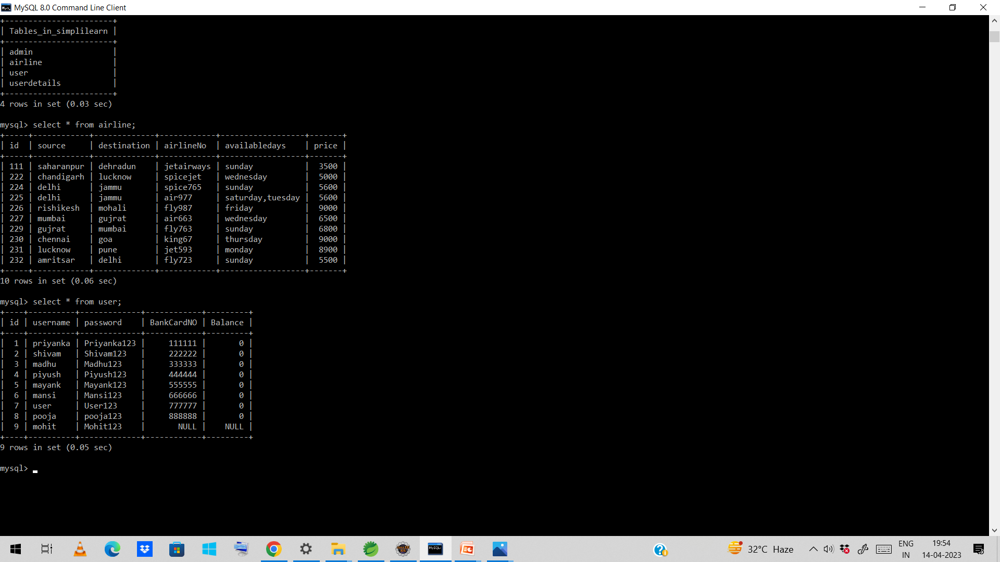 MySQL 8.0 Command Line Client
+-----------------------+
| Tables_in_simplilearn |
+-----------------------+
| admin                 |
| airline               |
| user                  |
| userdetails           |
+-----------------------+
4 rows in set (0.03 sec)
mysql> select * from airline;
+-----+------------+-------------+------------+------------------+-------+
| id  | source     | destination | airlineNo  | availabledays    | price |
+-----+------------+-------------+------------+------------------+-------+
| 111 | saharanpur | dehradun    | jetairways | sunday           |  3500 |
| 222 | chandigarh | lucknow     | spicejet   | wednesday        |  5000 |
| 224 | delhi      | jammu       | spice765   | sunday           |  5600 |
| 225 | delhi      | jammu       | air977     | saturday,tuesday |  5600 |
| 226 | rishikesh  | mohali      | fly987     | friday           |  9000 |
| 227 | mumbai     | gujrat      | air663     | wednesday        |  6500 |
| 229 | gujrat     | mumbai      | fly763     | sunday           |  6800 |
| 230 | chennai    | goa         | king67     | thursday         |  9000 |
| 231 | lucknow    | pune        | jet593     | monday           |  8900 |
| 232 | amritsar   | delhi       | fly723     | sunday           |  5500 |
+-----+------------+-------------+------------+------------------+-------+
10 rows in set (0.06 sec)
mysql> select * from user;
+----+----------+-------------+------------+---------+
| id | username | password    | BankCardNO | Balance |
+----+----------+-------------+------------+---------+
|  1 | priyanka | Priyanka123 |     111111 |       0 |
|  2 | shivam   | Shivam123   |     222222 |       0 |
|  3 | madhu    | Madhu123    |     333333 |       0 |
|  4 | piyush   | Piyush123   |     444444 |       0 |
|  5 | mayank   | Mayank123   |     555555 |       0 |
|  6 | mansi    | Mansi123    |     666666 |       0 |
|  7 | user     | User123     |     777777 |       0 |
|  8 | pooja    | pooja123    |     888888 |       0 |
|  9 | mohit    | Mohit123    |       NULL |    NULL |
+----+----------+-------------+------------+---------+
9 rows in set (0.05 sec)
mysql>
32°C Haze
ENG
IN
19:54
14-04-2023